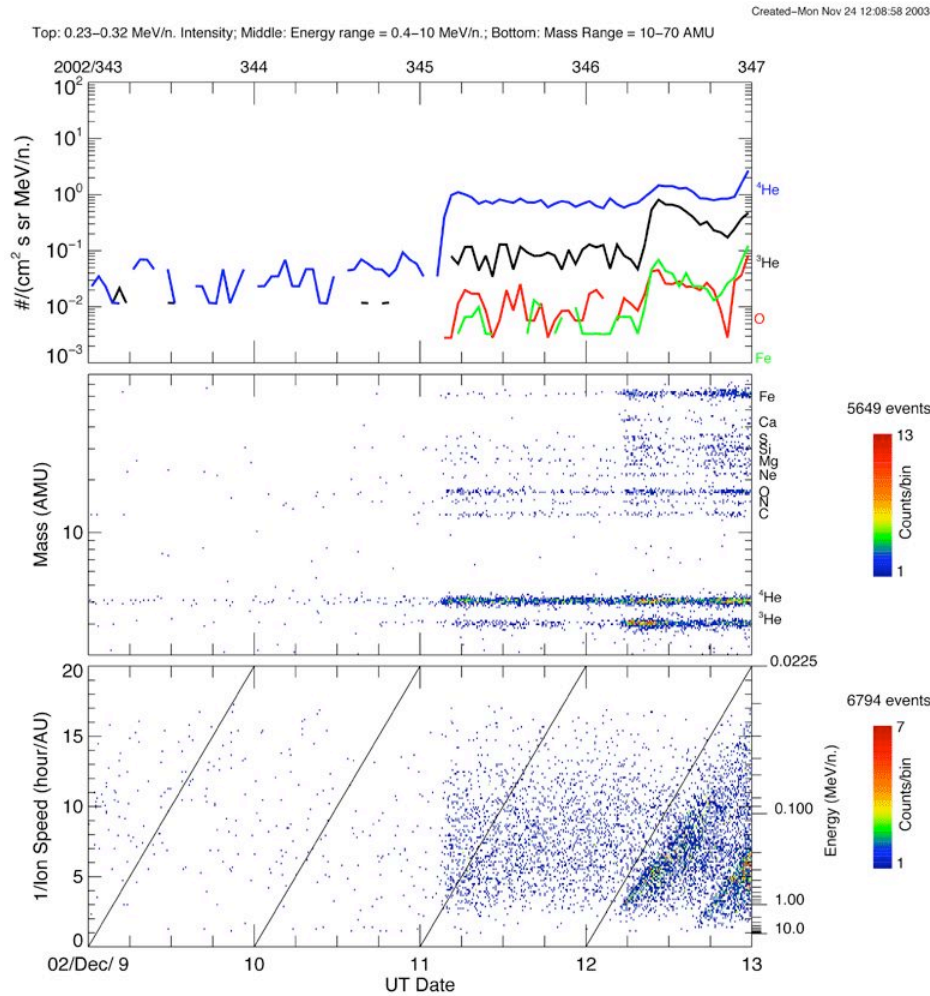 Created-Mon Nov 24 12:08:58 2003
Top: 0.23-0.32 MeV/n. Intensity; Middle: Energy range = 0.4-10 MeV/n.; Bottom: Mass Range = 10-70 AMU
2002/343 344 345 346 347
10²
10¹
10⁰
10⁻¹
10⁻²
10⁻³
#/(cm² s sr MeV/n.)
⁴He
³He
O
Fe
Mass (AMU)
10
Fe
Ca
S
Si
Mg
Ne
O
N
C
⁴He
³He
5649 events
13
Counts/bin
1
1/Ion Speed (hour/AU)
20
15
10
5
0
0.0225
0.100
1.00
10.0
Energy (MeV/n.)
6794 events
7
Counts/bin
1
02/Dec/ 9 10 11 12 13
UT Date